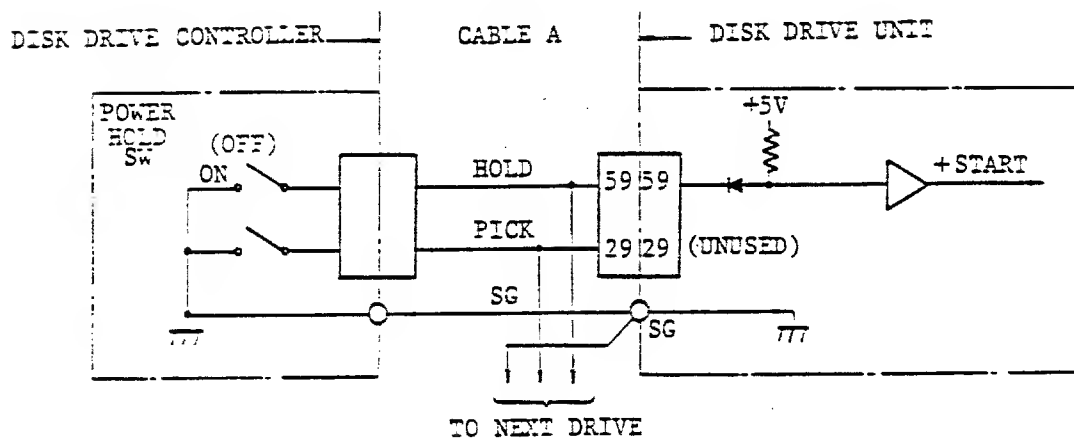 DISK DRIVE CONTROLLER
CABLE A
DISK DRIVE UNIT
POWER
HOLD
SW
(OFF)
ON
+5V
HOLD
59 59
+START
PICK
29 29
(UNUSED)
SG
SG
TO NEXT DRIVE